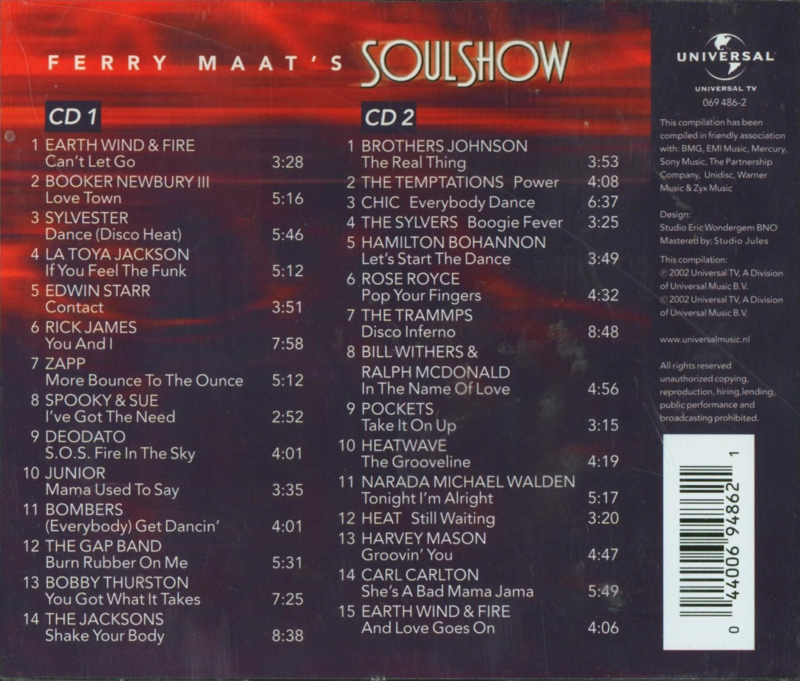 FERRY MAAT'S SOULSHOW
CD 1
1 EARTH WIND & FIRE
Can't Let Go 3:28
2 BOOKER NEWBURY III
Love Town 5:16
3 SYLVESTER
Dance (Disco Heat) 5:46
4 LA TOYA JACKSON
If You Feel The Funk 5:12
5 EDWIN STARR
Contact 3:51
6 RICK JAMES
You And I 7:58
7 ZAPP
More Bounce To The Ounce 5:12
8 SPOOKY & SUE
I've Got The Need 2:52
9 DEODATO
S.O.S. Fire In The Sky 4:01
10 JUNIOR
Mama Used To Say 3:35
11 BOMBERS
(Everybody) Get Dancin' 4:01
12 THE GAP BAND
Burn Rubber On Me 5:31
13 BOBBY THURSTON
You Got What It Takes 7:25
14 THE JACKSONS
Shake Your Body 8:38
CD 2
1 BROTHERS JOHNSON
The Real Thing 3:53
2 THE TEMPTATIONS Power 4:08
3 CHIC Everybody Dance 6:37
4 THE SYLVERS Boogie Fever 3:25
5 HAMILTON BOHANNON
Let's Start The Dance 3:49
6 ROSE ROYCE
Pop Your Fingers 4:32
7 THE TRAMMPS
Disco Inferno 8:48
8 BILL WITHERS &
RALPH MCDONALD
In The Name Of Love 4:56
9 POCKETS
Take It On Up 3:15
10 HEATWAVE
The Grooveline 4:19
11 NARADA MICHAEL WALDEN
Tonight I'm Alright 5:17
12 HEAT Still Waiting 3:20
13 HARVEY MASON
Groovin' You 4:47
14 CARL CARLTON
She's A Bad Mama Jama 5:49
15 EARTH WIND & FIRE
And Love Goes On 4:06
UNIVERSAL
UNIVERSAL TV
069 486-2
This compilation has been
compiled in friendly association
with: BMG, EMI Music, Mercury,
Sony Music, The Partnership
Company, Unidisc, Warner
Music & Zyx Music
Design:
Studio Eric Wondergem BNO
Mastered by: Studio Jules
This compilation:
℗ 2002 Universal TV, A Division
of Universal Music B.V.
© 2002 Universal TV, A Division
of Universal Music B.V.
www.universalmusic.nl
All rights reserved
unauthorized copying,
reproduction, hiring, lending,
public performance and
broadcasting prohibited.
0 44006 94862 1